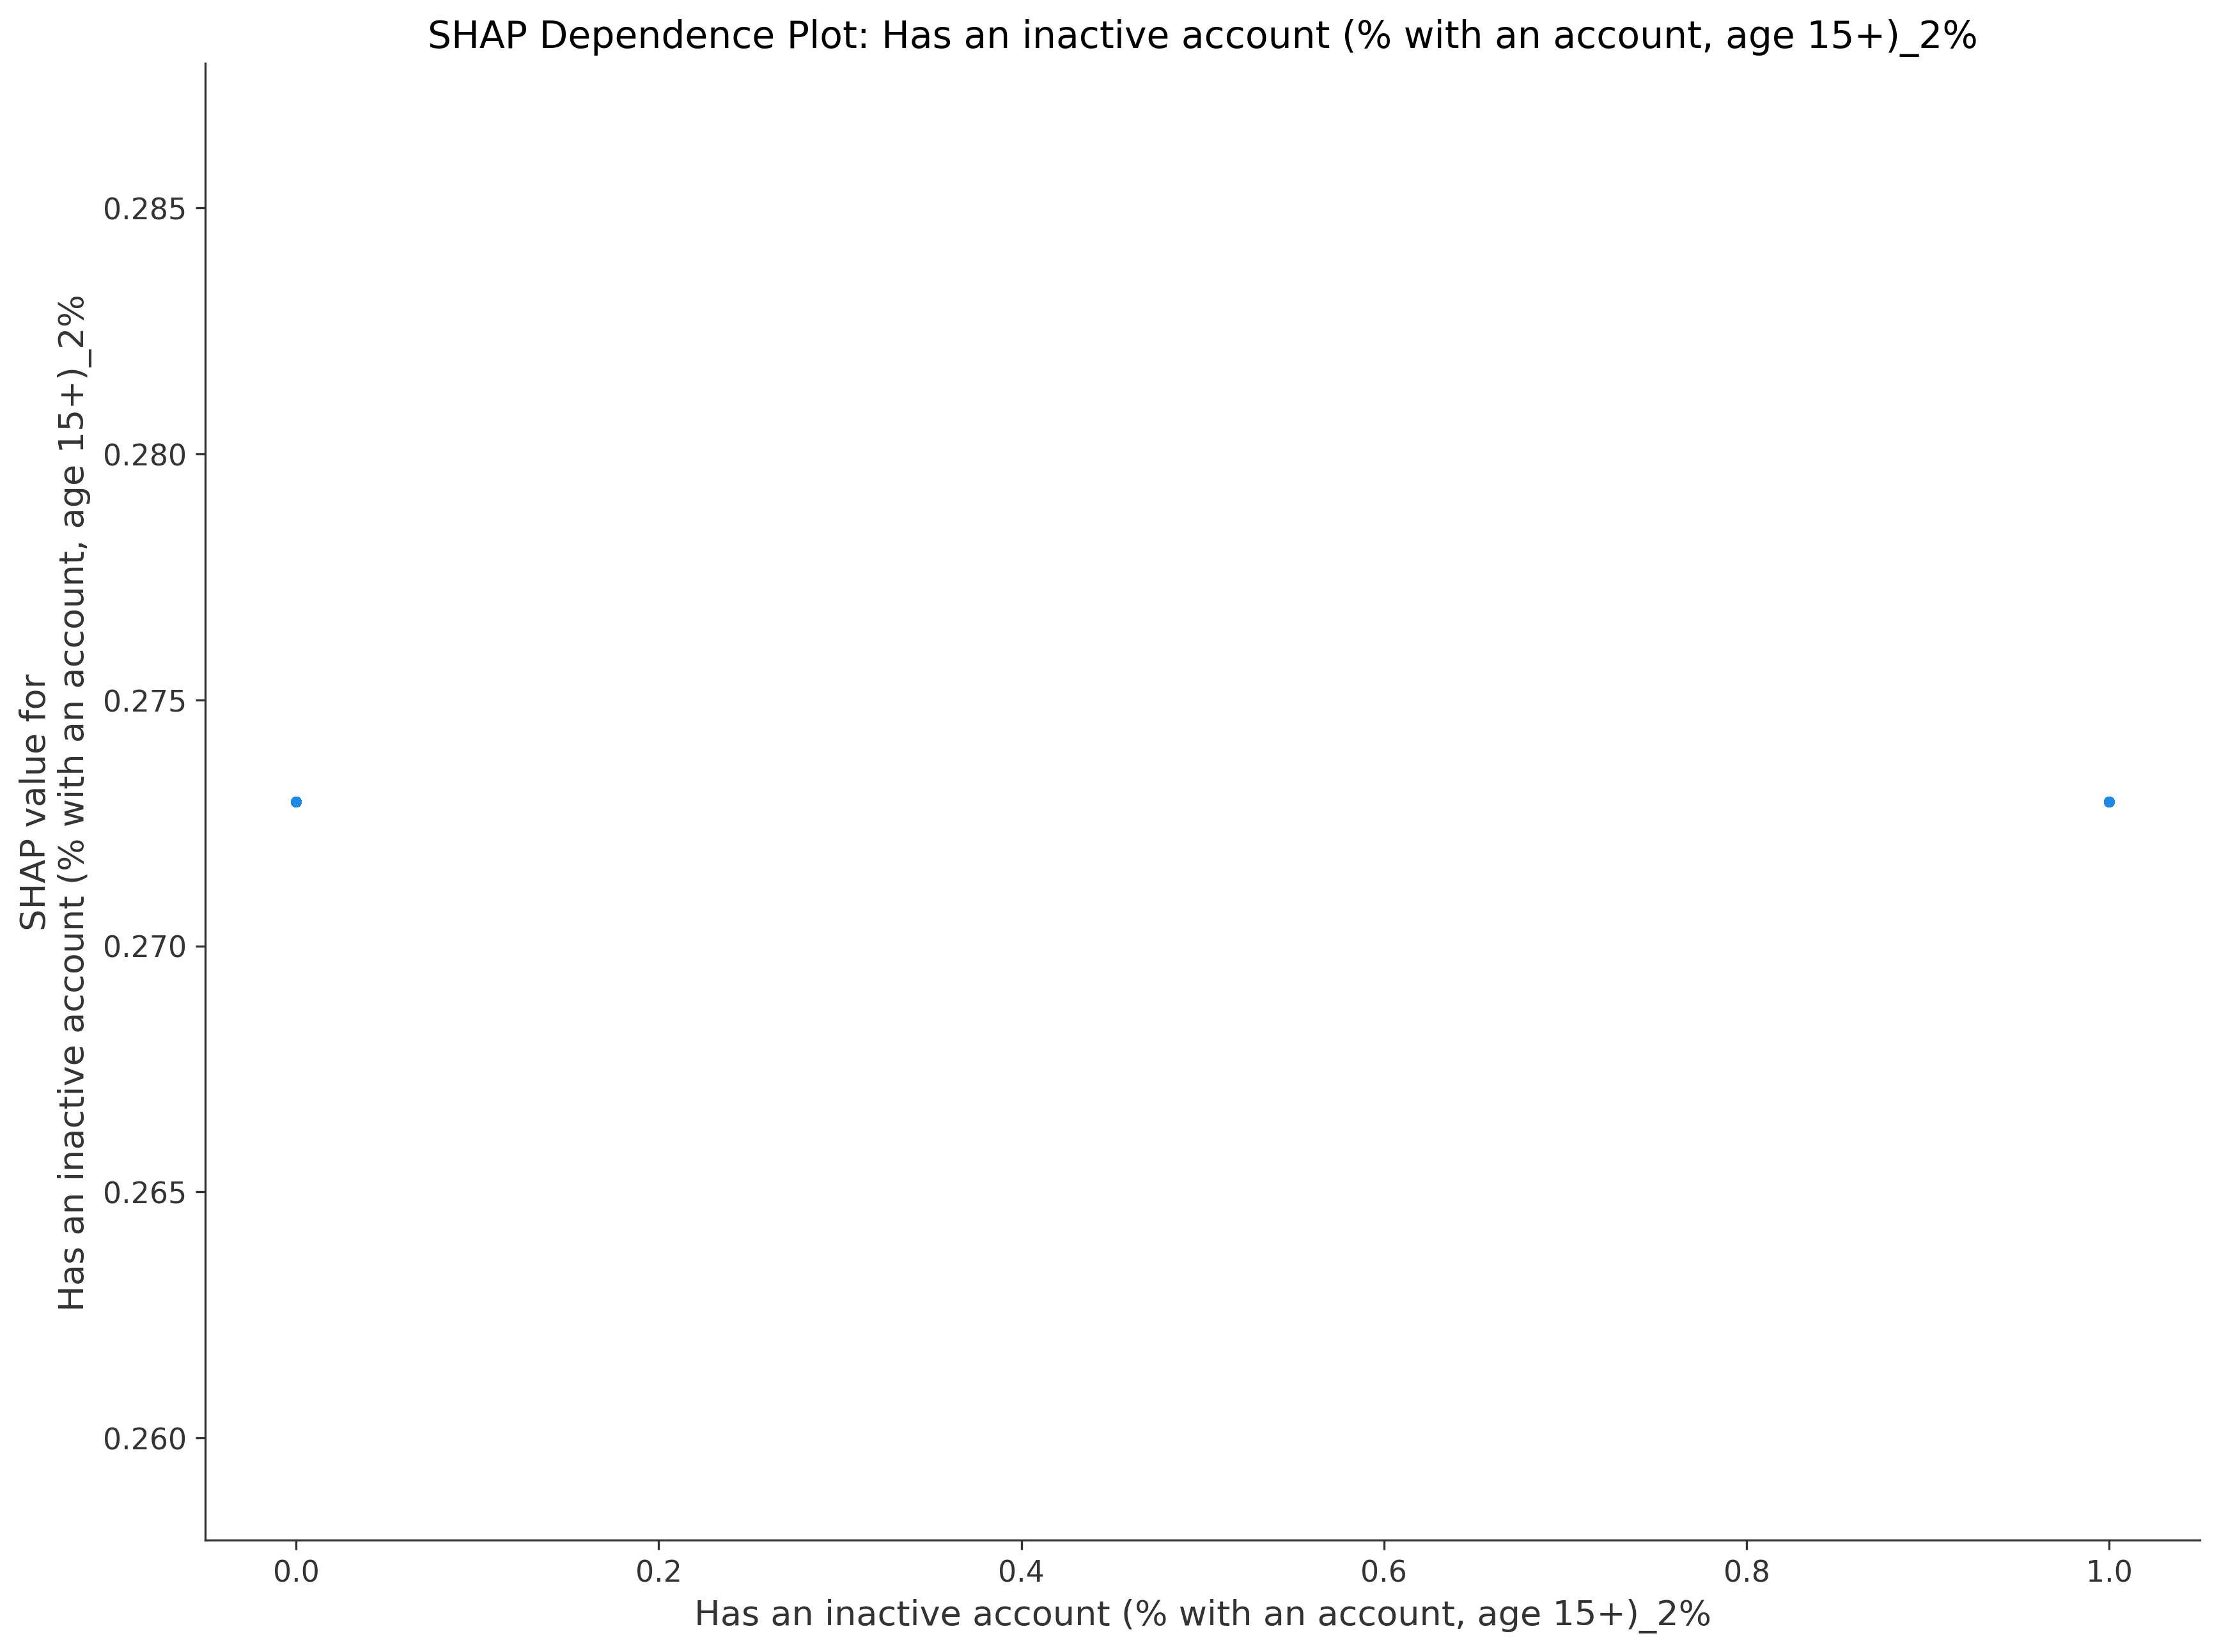 SHAP Dependence Plot: Has an inactive account (% with an account, age 15+)_2%
SHAP value for
Has an inactive account (% with an account, age 15+)_2%
0.285
0.280
0.275
0.270
0.265
0.260
0.0 0.2 0.4 0.6 0.8 1.0
Has an inactive account (% with an account, age 15+)_2%